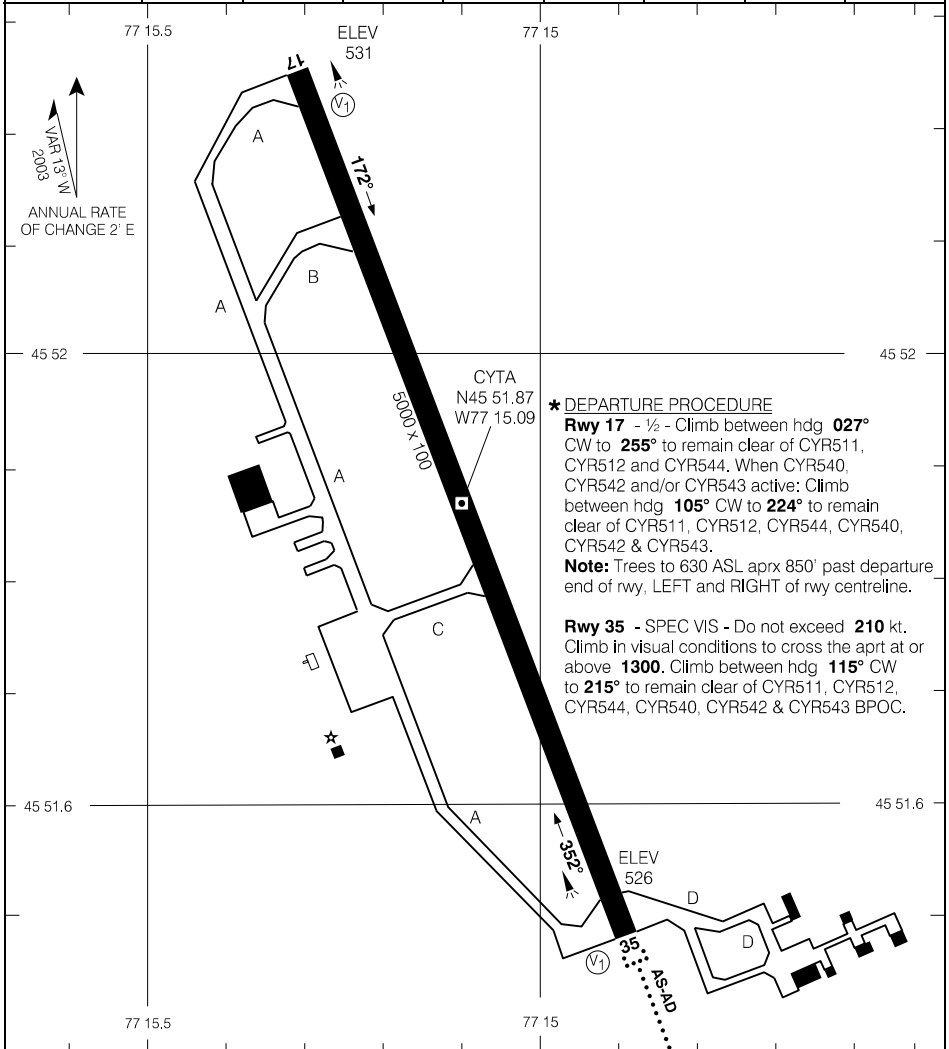 77 15.5
77 15
ELEV
531
17
V1
VAR 13° W
2003
ANNUAL RATE
OF CHANGE 2' E
A
172°
B
A
45 52
45 52
CYTA
N45 51.87
W77 15.09
5000 x 100
* DEPARTURE PROCEDURE
Rwy 17 - ½ - Climb between hdg 027°
CW to 255° to remain clear of CYR511,
CYR512 and CYR544. When CYR540,
CYR542 and/or CYR543 active: Climb
between hdg 105° CW to 224° to remain
clear of CYR511, CYR512, CYR544, CYR540,
CYR542 & CYR543.
Note: Trees to 630 ASL aprx 850' past departure
end of rwy, LEFT and RIGHT of rwy centreline.
A
C
Rwy 35 - SPEC VIS - Do not exceed 210 kt.
Climb in visual conditions to cross the aprt at or
above 1300. Climb between hdg 115° CW
to 215° to remain clear of CYR511, CYR512,
CYR544, CYR540, CYR542 & CYR543 BPOC.
45 51.6
45 51.6
A
352°
ELEV
526
D
D
35
V1
AS-AD
77 15.5
77 15